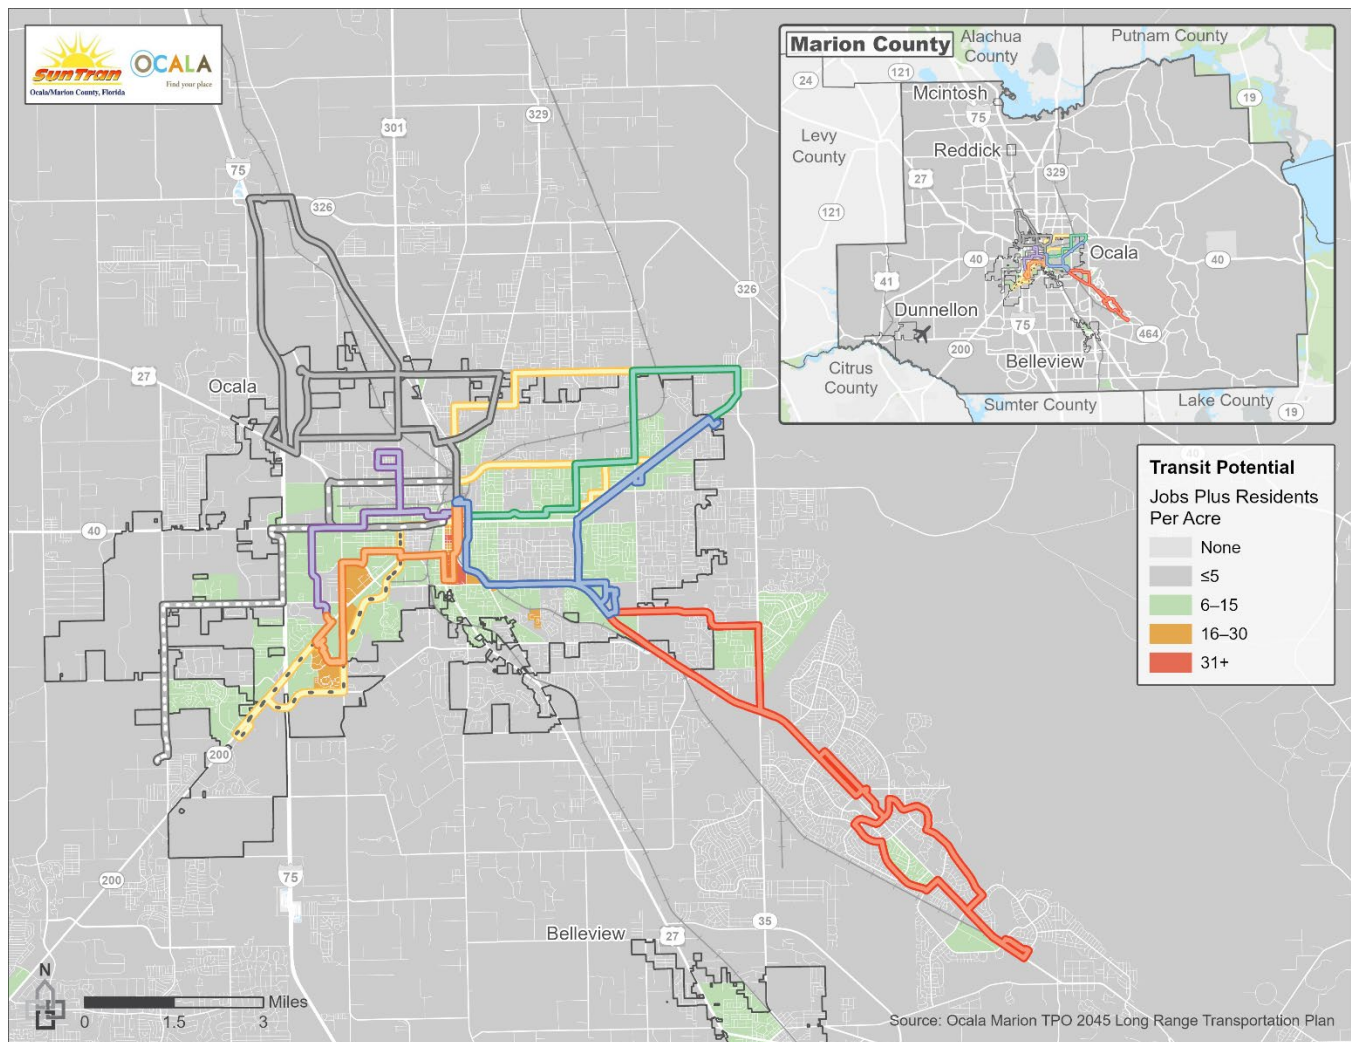 SunTran
Ocala/Marion County, Florida
OCALA
Find your place
Marion County
Alachua
County
Putnam County
24
121
Mcintosh
75
19
Levy
County
Reddick
329
27
121
40
Ocala
40
41
Dunnellon
75
464
200
Belleview
Citrus
County
Sumter County
Lake County
19
329
301
75
326
326
27
Ocala
40
40
200
200
75
35
Belleview
27
Transit Potential
Jobs Plus Residents
Per Acre
None
≤5
6–15
16–30
31+
N
Miles
0 1.5 3
Source: Ocala Marion TPO 2045 Long Range Transportation Plan